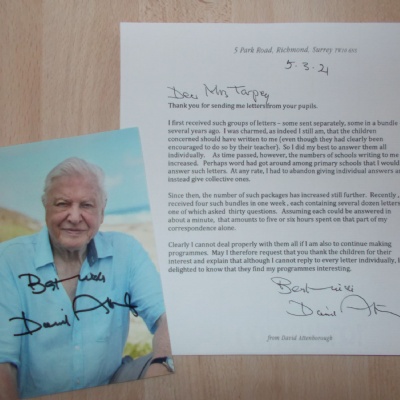 5 Park Road, Richmond, Surrey TW10 6NS
5.3.21
Dear Mrs Tarpey
Thank you for sending me letters from your pupils.
I first received such groups of letters – some sent separately, some in a bundle
several years ago. I was charmed, as indeed I still am, that the children
concerned should have written to me (even though they had clearly been
encouraged to do so by their teacher). So I did my best to answer them all
individually. As time passed, however, the numbers of schools writing to me
increased. Perhaps word had got around among primary schools that I would
answer such letters. At any rate, I had to abandon giving individual answers and
instead give collective ones.
Since then, the number of such packages has increased still further. Recently, I
received four such bundles in one week, each containing several dozen letters
one of which asked thirty questions. Assuming each could be answered in
about a minute, that amounts to five or six hours spent on that part of my
correspondence alone.
Clearly I cannot deal properly with them all if I am also to continue making
programmes. May I therefore request that you thank the children for their
interest and explain that although I cannot reply to every letter individually, I
delighted to know that they find my programmes interesting.
Best wishes
David Att
from David Attenborough
Best wishes
David Att